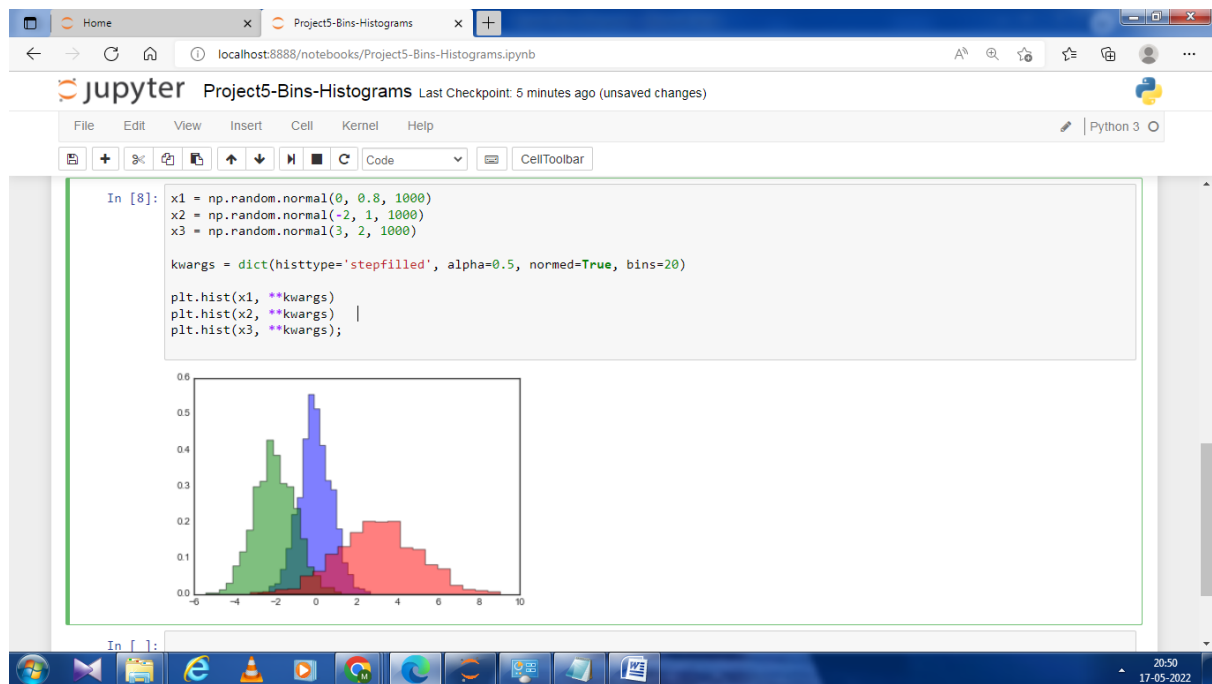 Home
Project5-Bins-Histograms
localhost:8888/notebooks/Project5-Bins-Histograms.ipynb
jupyter Project5-Bins-Histograms Last Checkpoint: 5 minutes ago (unsaved changes)
File Edit View Insert Cell Kernel Help
Python 3
Code
CellToolbar
In [8]: x1 = np.random.normal(0, 0.8, 1000)
x2 = np.random.normal(-2, 1, 1000)
x3 = np.random.normal(3, 2, 1000)
kwargs = dict(histtype='stepfilled', alpha=0.5, normed=True, bins=20)
plt.hist(x1, **kwargs)
plt.hist(x2, **kwargs)
plt.hist(x3, **kwargs);
0.6
0.5
0.4
0.3
0.2
0.1
0.0
−6 −4 −2 0 2 4 6 8 10
In [ ]:
20:50
17-05-2022